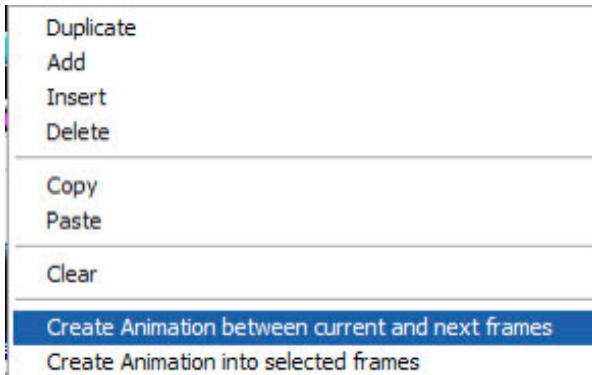 Duplicate
Add
Insert
Delete
Copy
Paste
Clear
Create Animation between current and next frames
Create Animation into selected frames